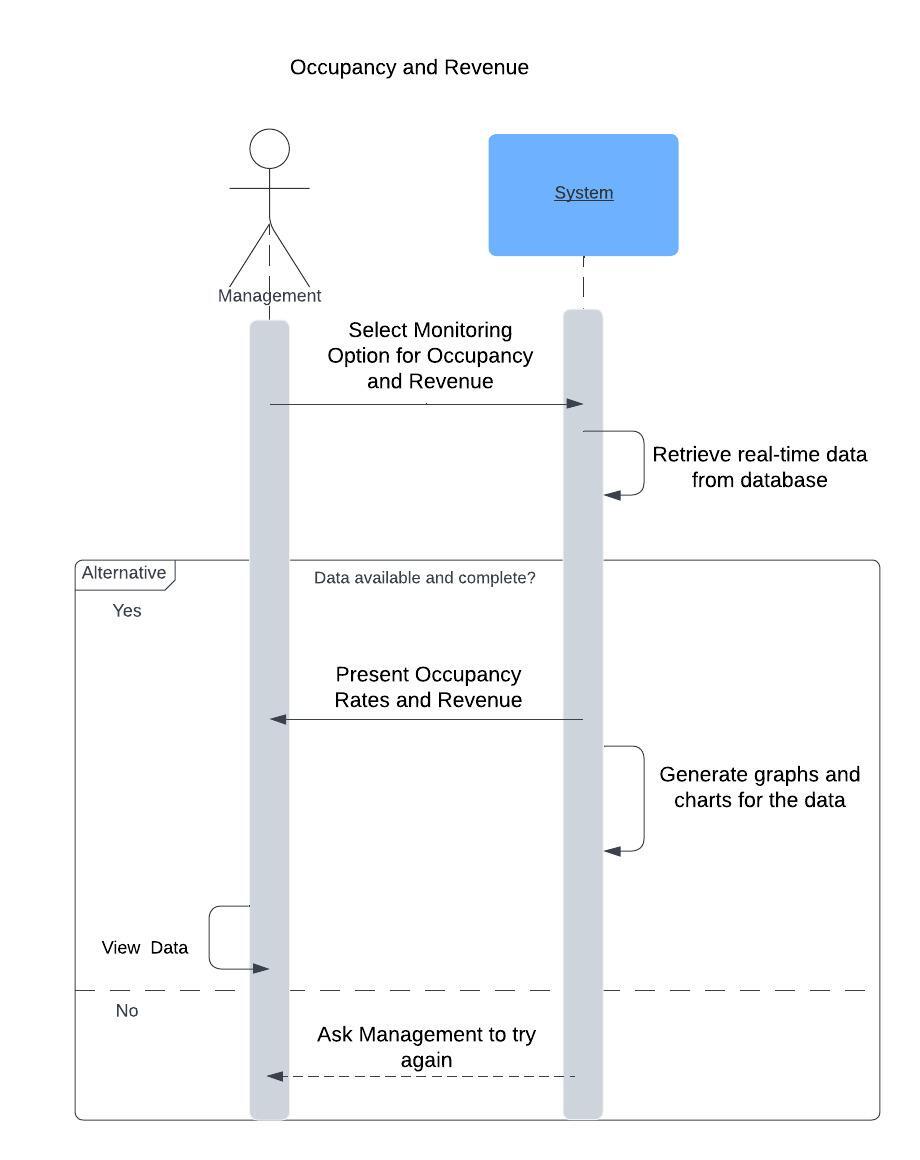 Occupancy and Revenue
System
Management
Select Monitoring
Option for Occupancy
and Revenue
Retrieve real-time data
from database
Alternative
Data available and complete?
Yes
Present Occupancy
Rates and Revenue
Generate graphs and
charts for the data
View Data
No
Ask Management to try
again